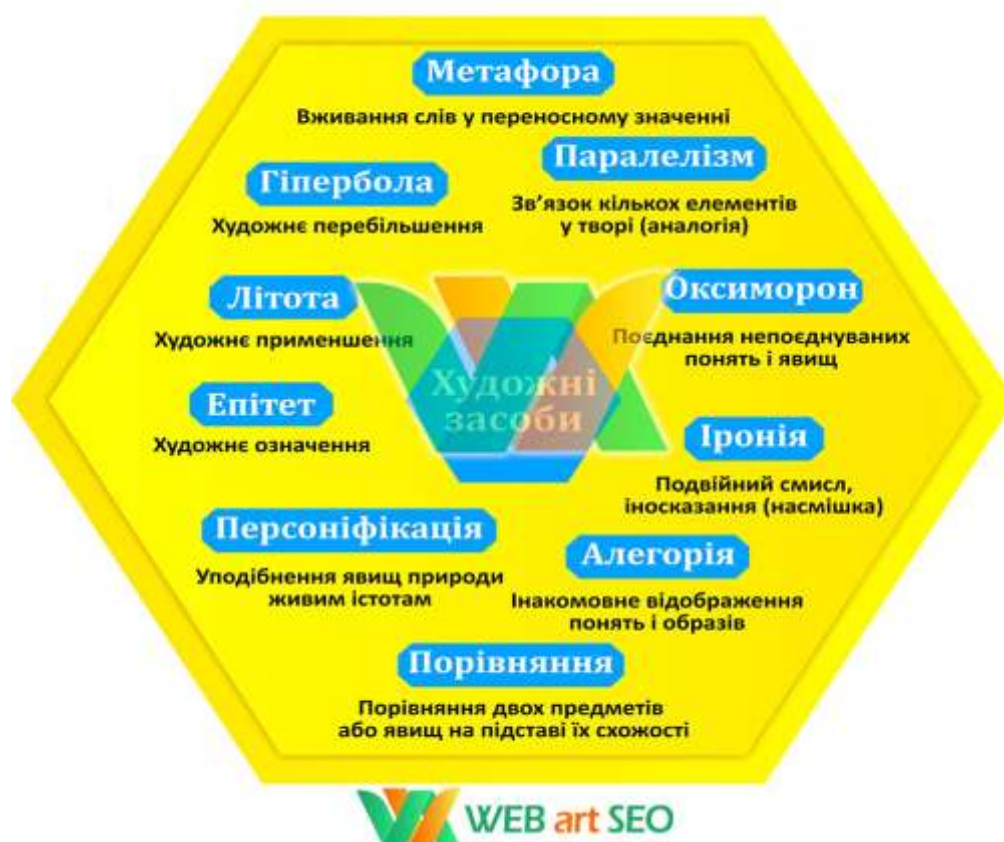 Метафора
Вживання слів у переносному значенні
Паралелізм
Зв’язок кількох елементів
у творі (аналогія)
Гіпербола
Художнє перебільшення
Літота
Художнє применшення
Оксиморон
Поєднання непоєднуваних
понять і явищ
Художні
засоби
Епітет
Художнє означення
Іронія
Подвійний смисл,
іносказання (насмішка)
Персоніфікація
Уподібнення явищ природи
живим істотам
Алегорія
Інакомовне відображення
понять і образів
Порівняння
Порівняння двох предметів
або явищ на підставі їх схожості
WEB art SEO